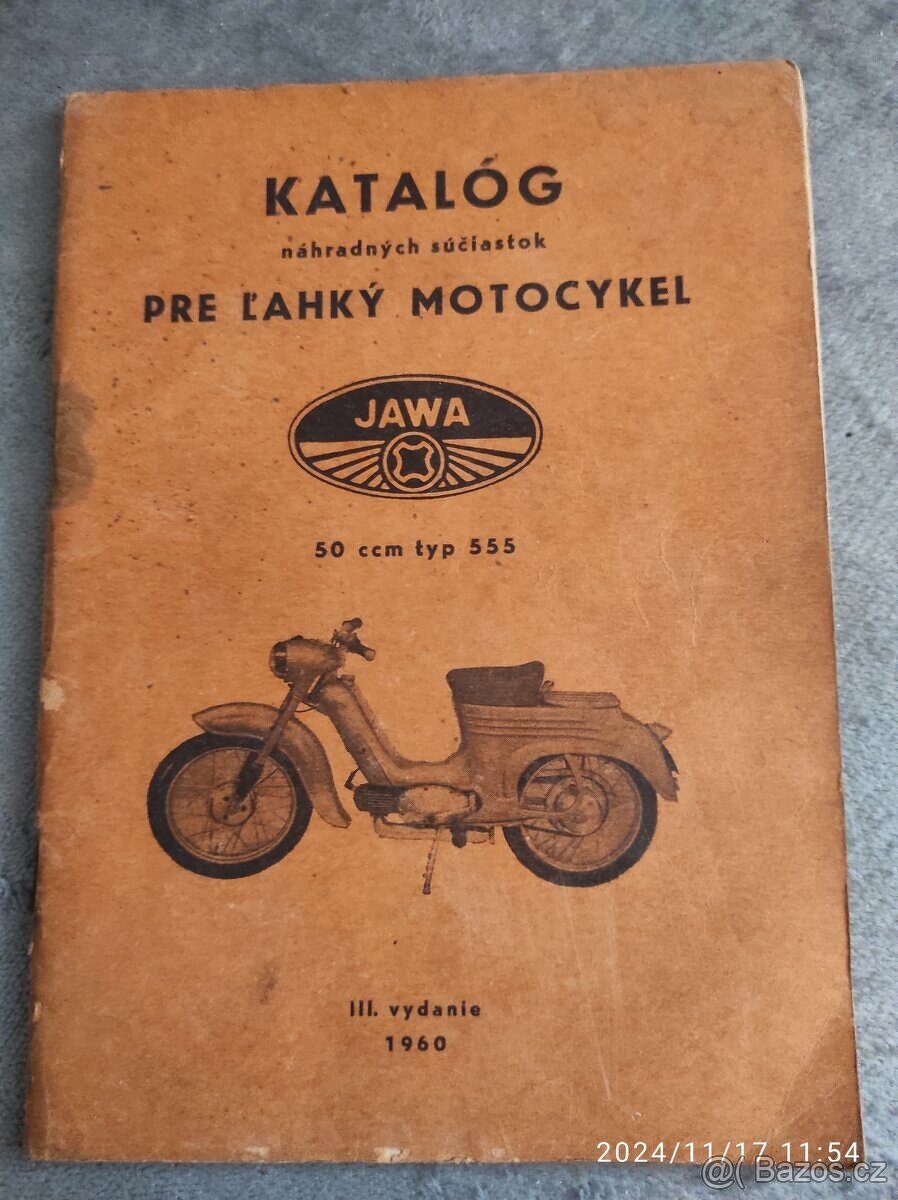 KATALÓG
náhradných súčiastok
PRE ĽAHKÝ MOTOCYKEL
JAWA
50 ccm typ 555
III. vydanie
1960
2024/11/17 11:54
@( Bazos.cz